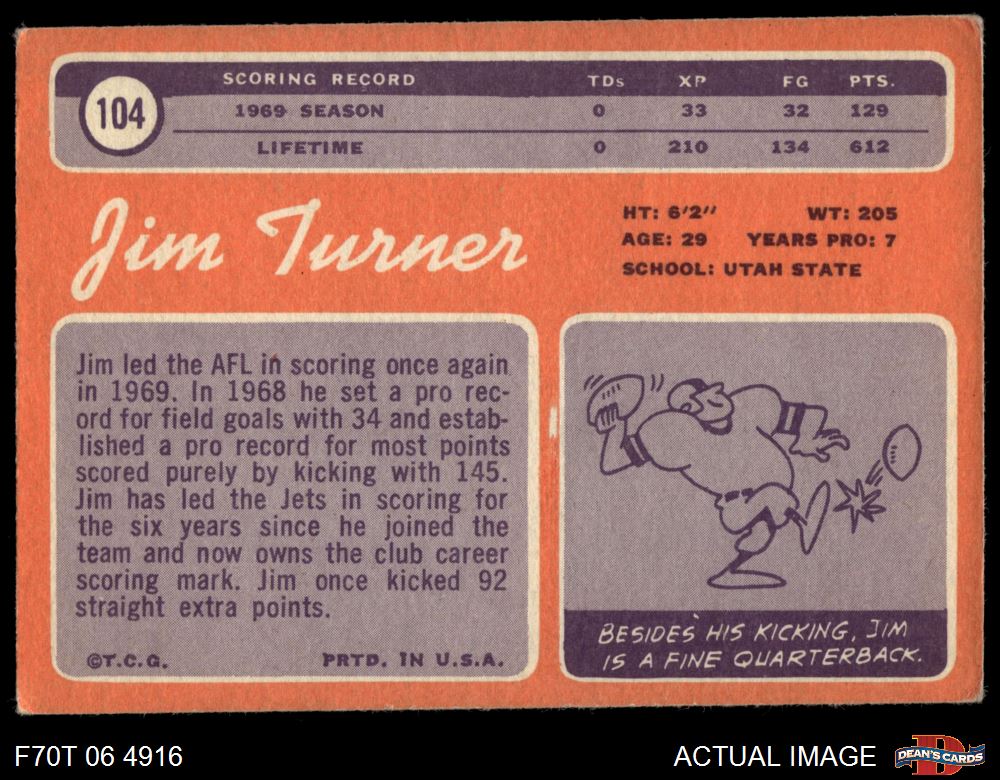 104
SCORING RECORD TDs XP FG PTS.
1969 SEASON 0 33 32 129
LIFETIME 0 210 134 612
Jim Turner
HT: 6'2" WT: 205
AGE: 29 YEARS PRO: 7
SCHOOL: UTAH STATE
Jim led the AFL in scoring once again
in 1969. In 1968 he set a pro rec-
ord for field goals with 34 and estab-
lished a pro record for most points
scored purely by kicking with 145.
Jim has led the Jets in scoring for
the six years since he joined the
team and now owns the club career
scoring mark. Jim once kicked 92
straight extra points.
©T.C.G. PRTD. IN U.S.A.
BESIDES HIS KICKING, JIM
IS A FINE QUARTERBACK.
F70T 06 4916
ACTUAL IMAGE
D
DEAN'S CARDS